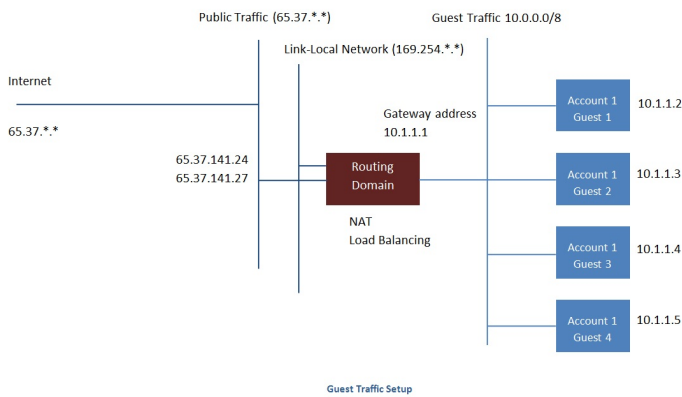 Public Traffic (65.37.*.*)
Guest Traffic 10.0.0.0/8
Link-Local Network (169.254.*.*)
Internet
65.37.*.*
Gateway address
10.1.1.1
65.37.141.24
65.37.141.27
Routing
Domain
NAT
Load Balancing
Account 1
Guest 1
10.1.1.2
Account 1
Guest 2
10.1.1.3
Account 1
Guest 3
10.1.1.4
Account 1
Guest 4
10.1.1.5
Guest Traffic Setup